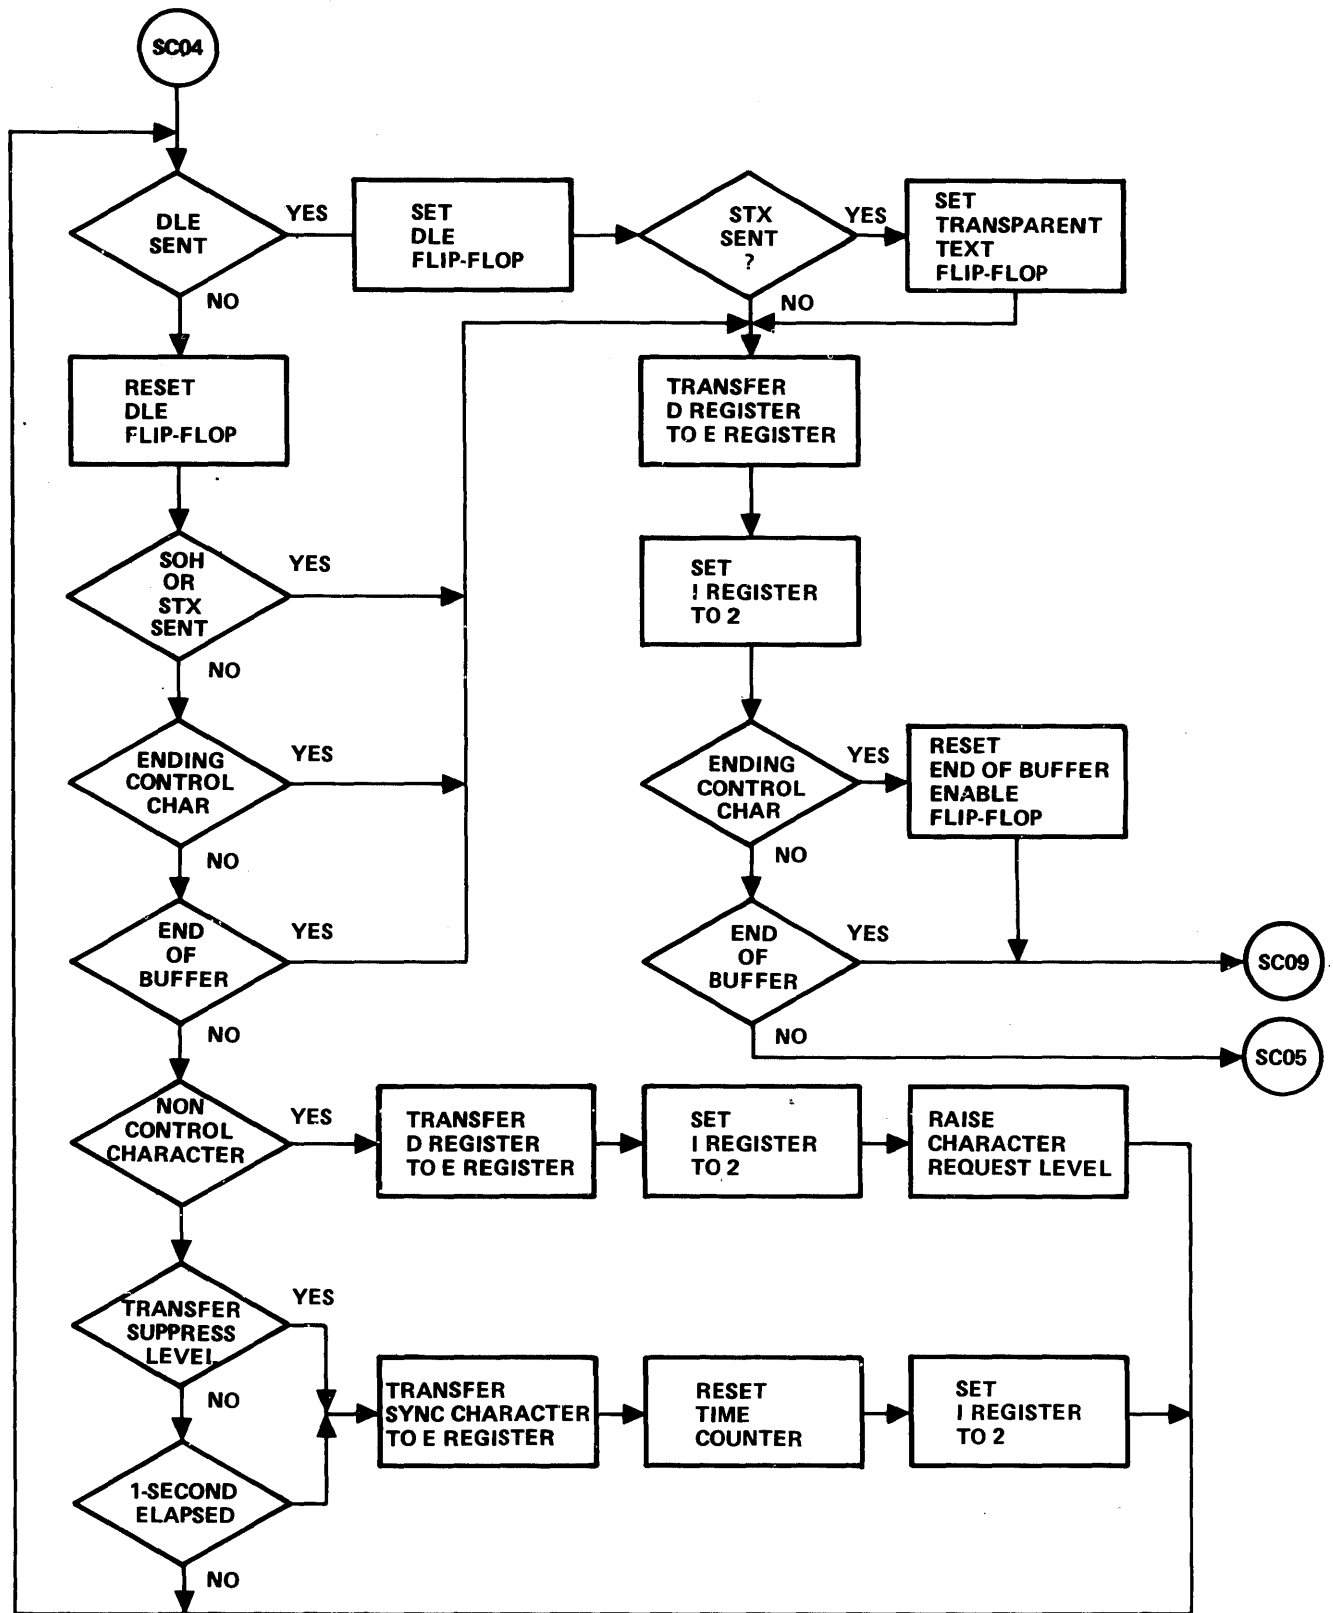 SC04
DLE
SENT
YES
NO
SET
DLE
FLIP-FLOP
STX
SENT
?
YES
NO
SET
TRANSPARENT
TEXT
FLIP-FLOP
RESET
DLE
FLIP-FLOP
TRANSFER
D REGISTER
TO E REGISTER
SOH
OR
STX
SENT
YES
NO
SET
! REGISTER
TO 2
ENDING
CONTROL
CHAR
YES
NO
ENDING
CONTROL
CHAR
YES
NO
RESET
END OF BUFFER
ENABLE
FLIP-FLOP
END
OF
BUFFER
YES
NO
END
OF
BUFFER
YES
NO
SC09
SC05
NON
CONTROL
CHARACTER
YES
TRANSFER
D REGISTER
TO E REGISTER
SET
I REGISTER
TO 2
RAISE
CHARACTER
REQUEST LEVEL
TRANSFER
SUPPRESS
LEVEL
YES
NO
TRANSFER
SYNC CHARACTER
TO E REGISTER
RESET
TIME
COUNTER
SET
I REGISTER
TO 2
1-SECOND
ELAPSED
NO